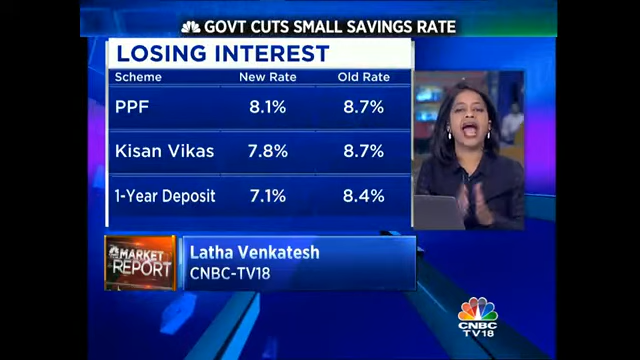 GOVT CUTS SMALL SAVINGS RATE
LOSING INTEREST
Scheme New Rate Old Rate
PPF 8.1% 8.7%
Kisan Vikas 7.8% 8.7%
1-Year Deposit 7.1% 8.4%
MARKET
REPORT
Latha Venkatesh
CNBC-TV18
CNBC
TV18